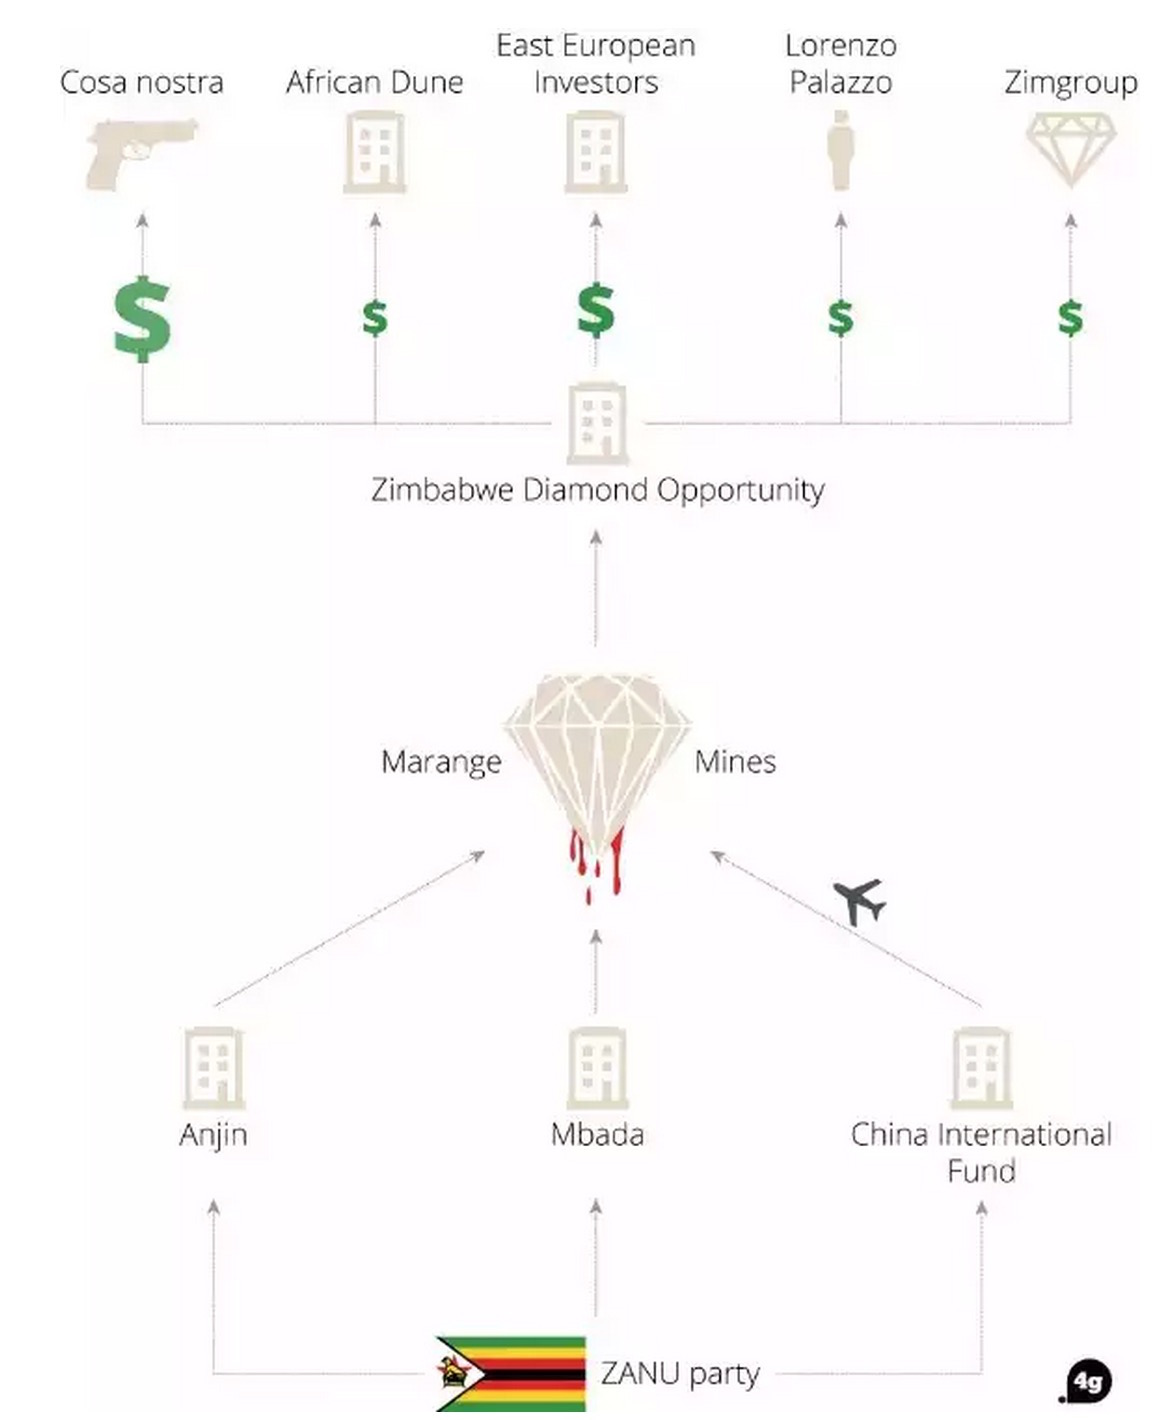 East European
Investors
Lorenzo
Palazzo
Cosa nostra
African Dune
Zimgroup
$
$
$
$
$
Zimbabwe Diamond Opportunity
Marange
Mines
Anjin
Mbada
China International
Fund
ZANU party
4g